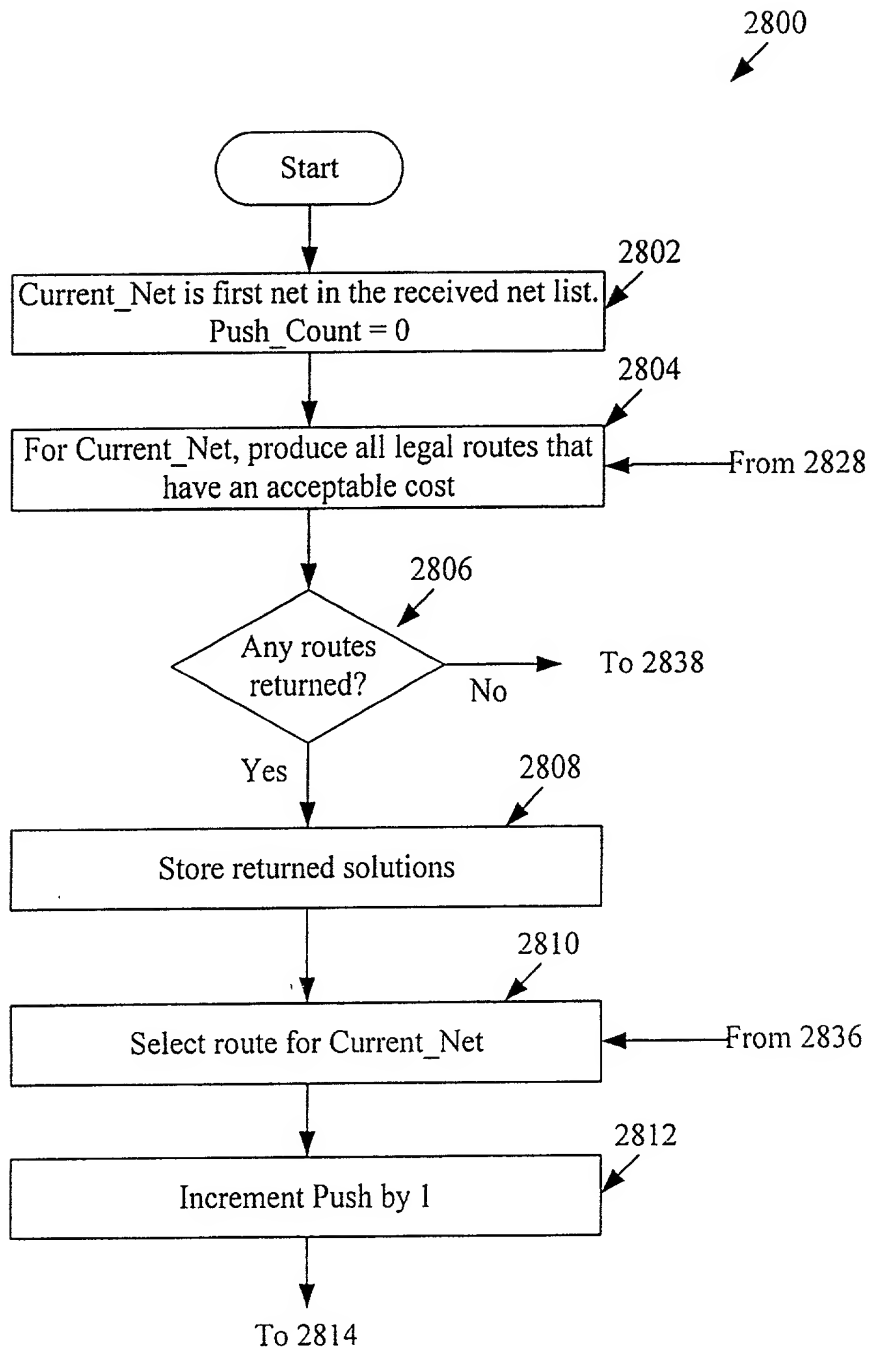 2800
Start
2802
Current_Net is first net in the received net list.
Push_Count = 0
2804
For Current_Net, produce all legal routes that
have an acceptable cost
From 2828
2806
Any routes
returned?
No
To 2838
Yes
2808
Store returned solutions
2810
Select route for Current_Net
From 2836
2812
Increment Push by 1
To 2814